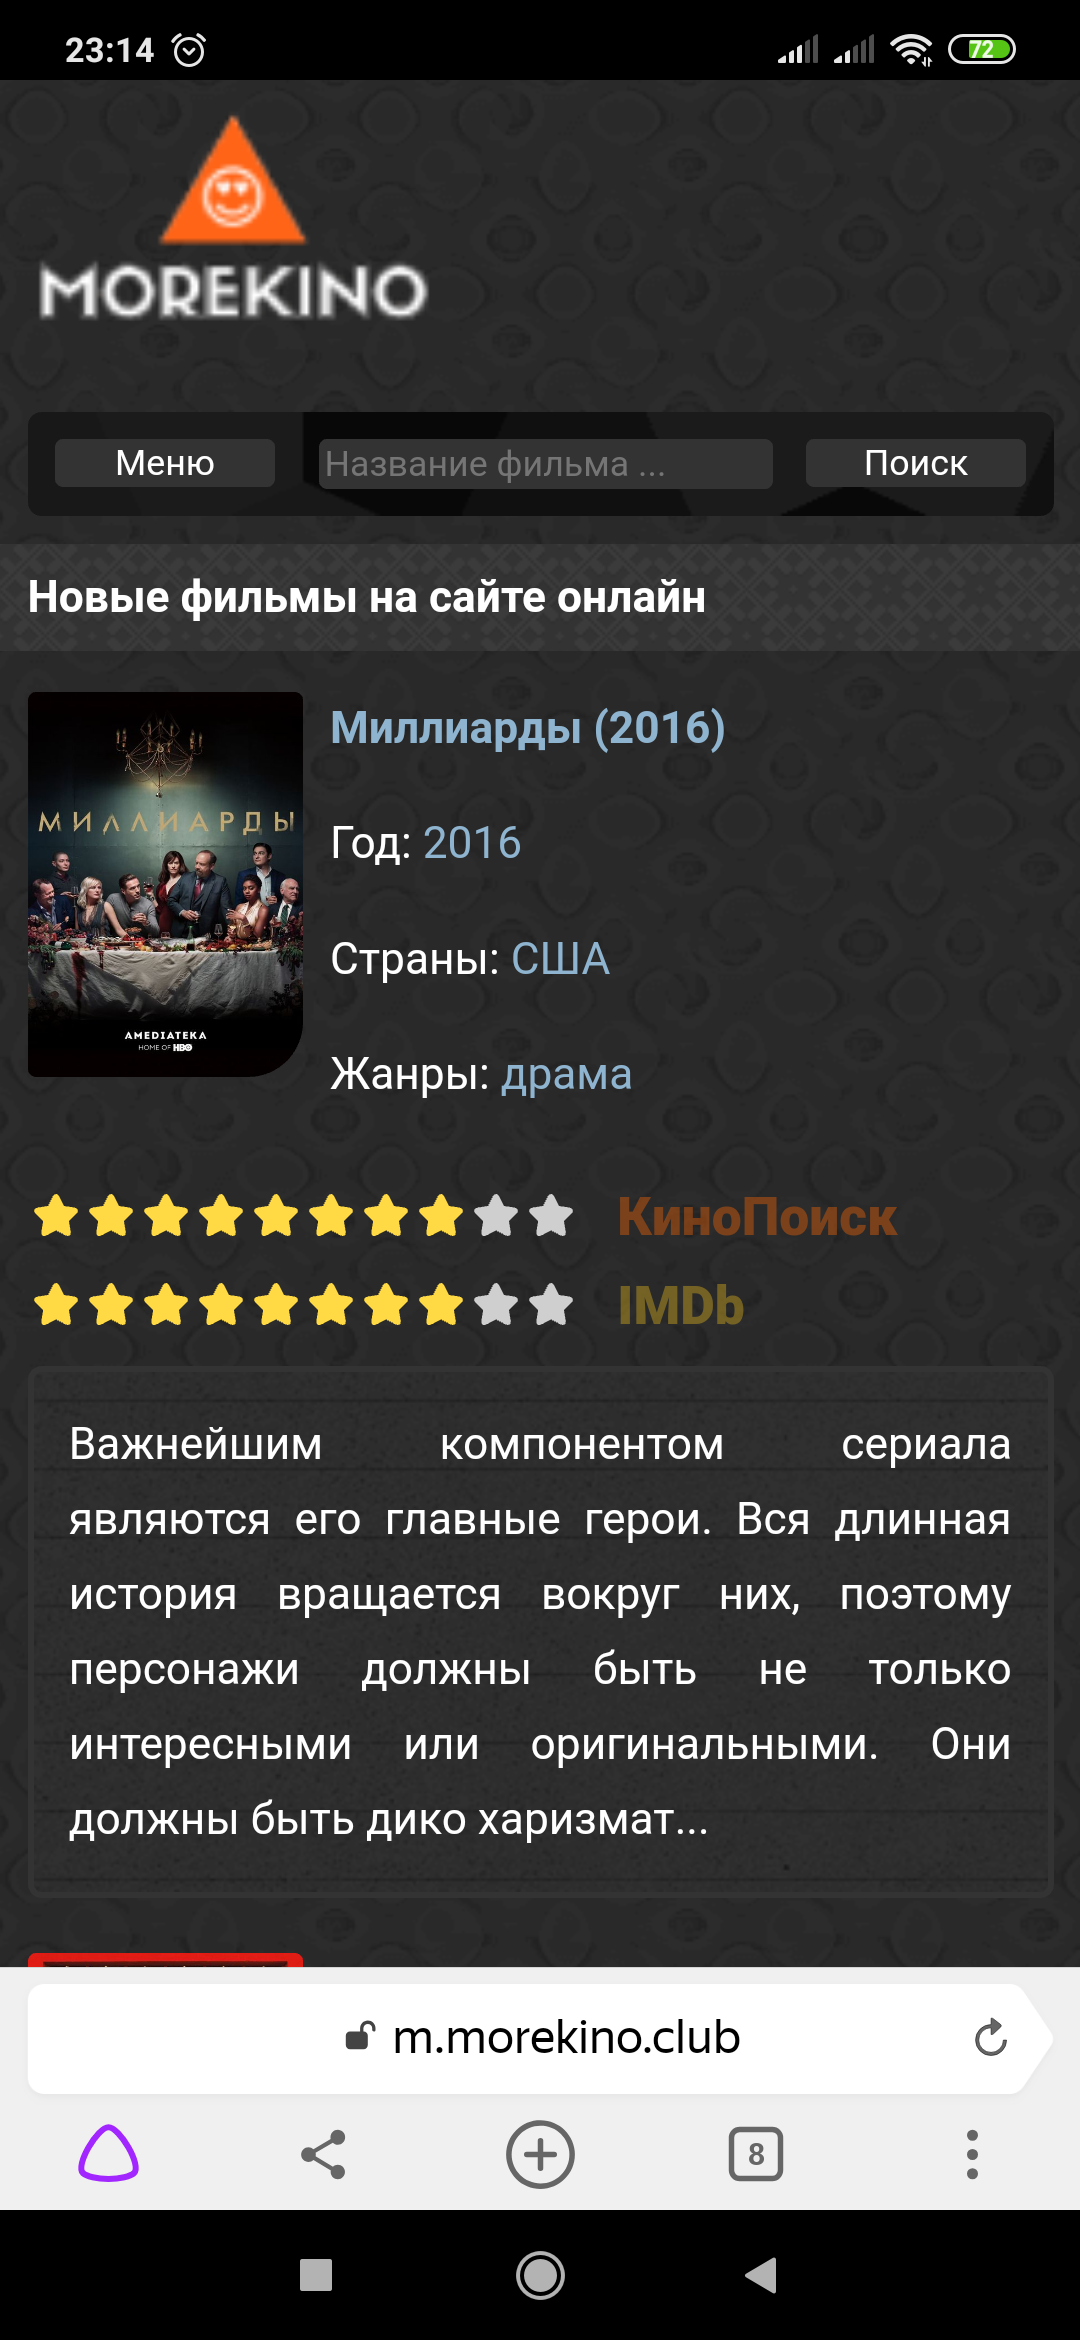 23:14
72
MOREKINO
Меню
Название фильма ...
Поиск
Новые фильмы на сайте онлайн
МИЛЛИАРДЫ
AMEDIATEKA
HOME OF HBO
Миллиарды (2016)
Год: 2016
Страны: США
Жанры: драма
КиноПоиск
IMDb
Важнейшим компонентом сериала
являются его главные герои. Вся длинная
история вращается вокруг них, поэтому
персонажи должны быть не только
интересными или оригинальными. Они
должны быть дико харизмат...
m.morekino.club
8